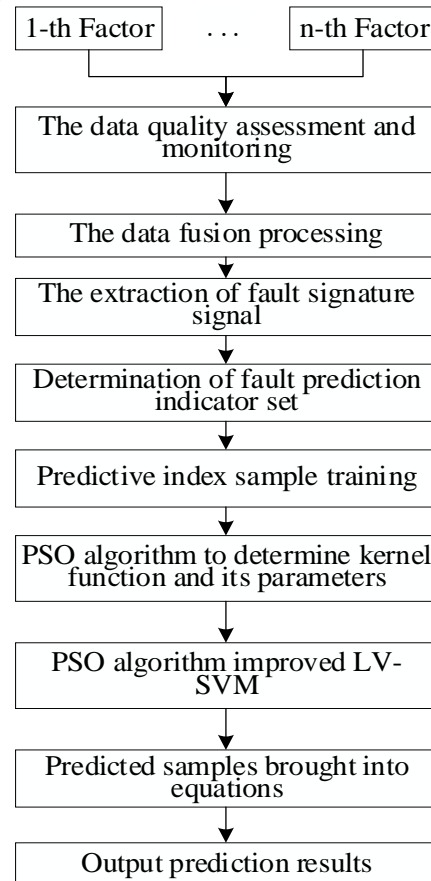 1-th Factor ... n-th Factor
The data quality assessment and
monitoring
The data fusion processing
The extraction of fault signature
signal
Determination of fault prediction
indicator set
Predictive index sample training
PSO algorithm to determine kernel
function and its parameters
PSO algorithm improved LV-
SVM
Predicted samples brought into
equations
Output prediction results